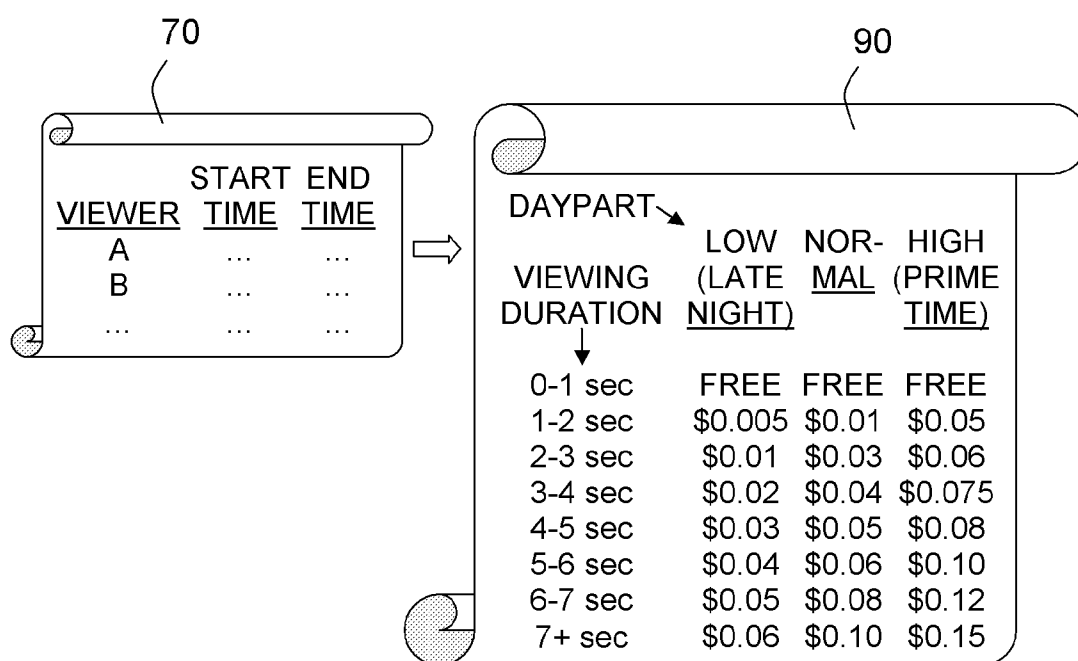 70
90
START END
VIEWER TIME TIME
A ... ...
B ... ...
... ... ...
DAYPART
LOW NOR- HIGH
VIEWING (LATE MAL (PRIME
DURATION NIGHT) TIME)
0-1 sec FREE FREE FREE
1-2 sec $0.005 $0.01 $0.05
2-3 sec $0.01 $0.03 $0.06
3-4 sec $0.02 $0.04 $0.075
4-5 sec $0.03 $0.05 $0.08
5-6 sec $0.04 $0.06 $0.10
6-7 sec $0.05 $0.08 $0.12
7+ sec $0.06 $0.10 $0.15